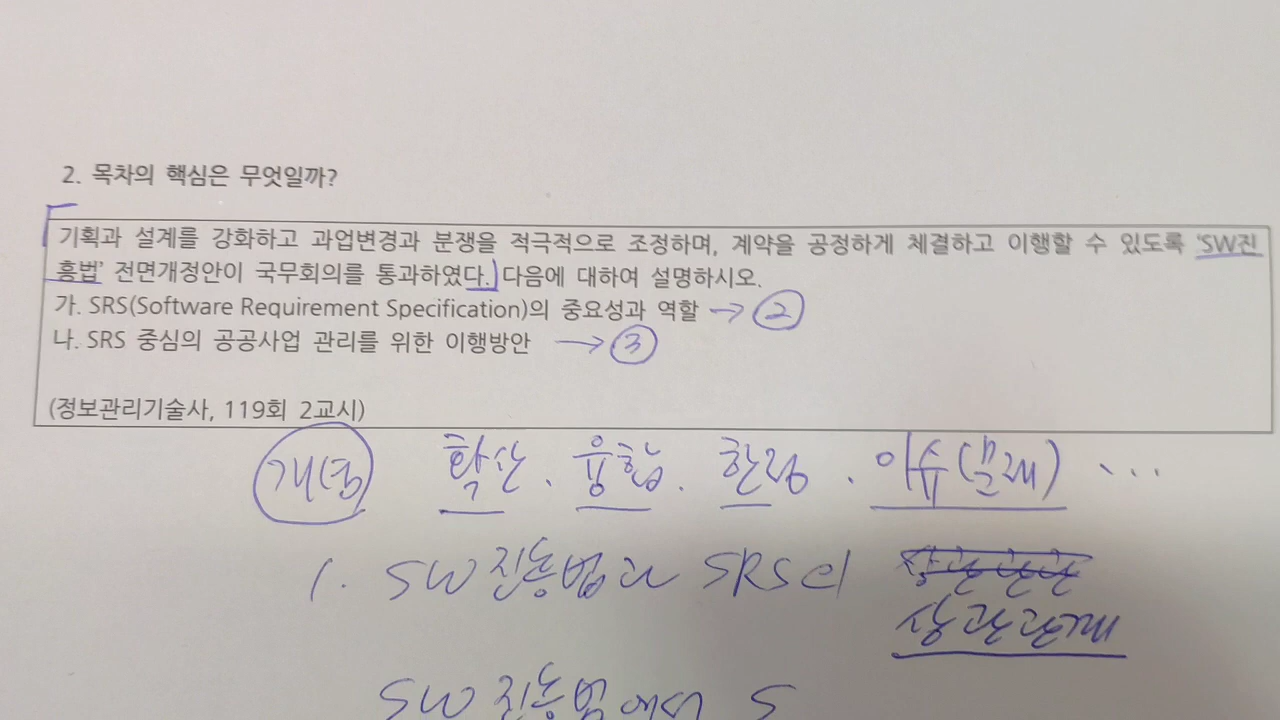 2. 목차의 핵심은 무엇일까?
기획과 설계를 강화하고 과업변경과 분쟁을 적극적으로 조정하며, 계약을 공정하게 체결하고 이행할 수 있도록 'SW진
흥법' 전면개정안이 국무회의를 통과하였다. 다음에 대하여 설명하시오.
가. SRS(Software Requirement Specification)의 중요성과 역할 → ②
나. SRS 중심의 공공사업 관리를 위한 이행방안 → ③
(정보관리기술사, 119회 2교시)
개념 확산. 융합. 한정. 이슈(문제) ...
1. SW진흥법과 SRS의
상관관계
SW진흥법에서 S